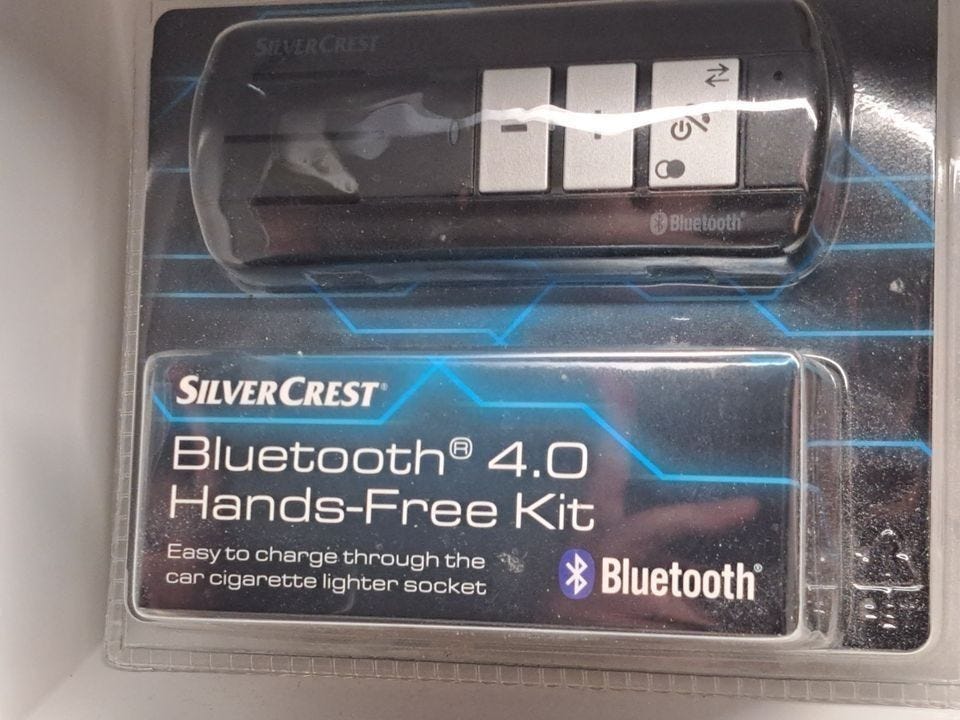 SILVERCREST
Bluetooth®
SILVERCREST®
Bluetooth® 4.0
Hands-Free Kit
Easy to charge through the
car cigarette lighter socket
Bluetooth®